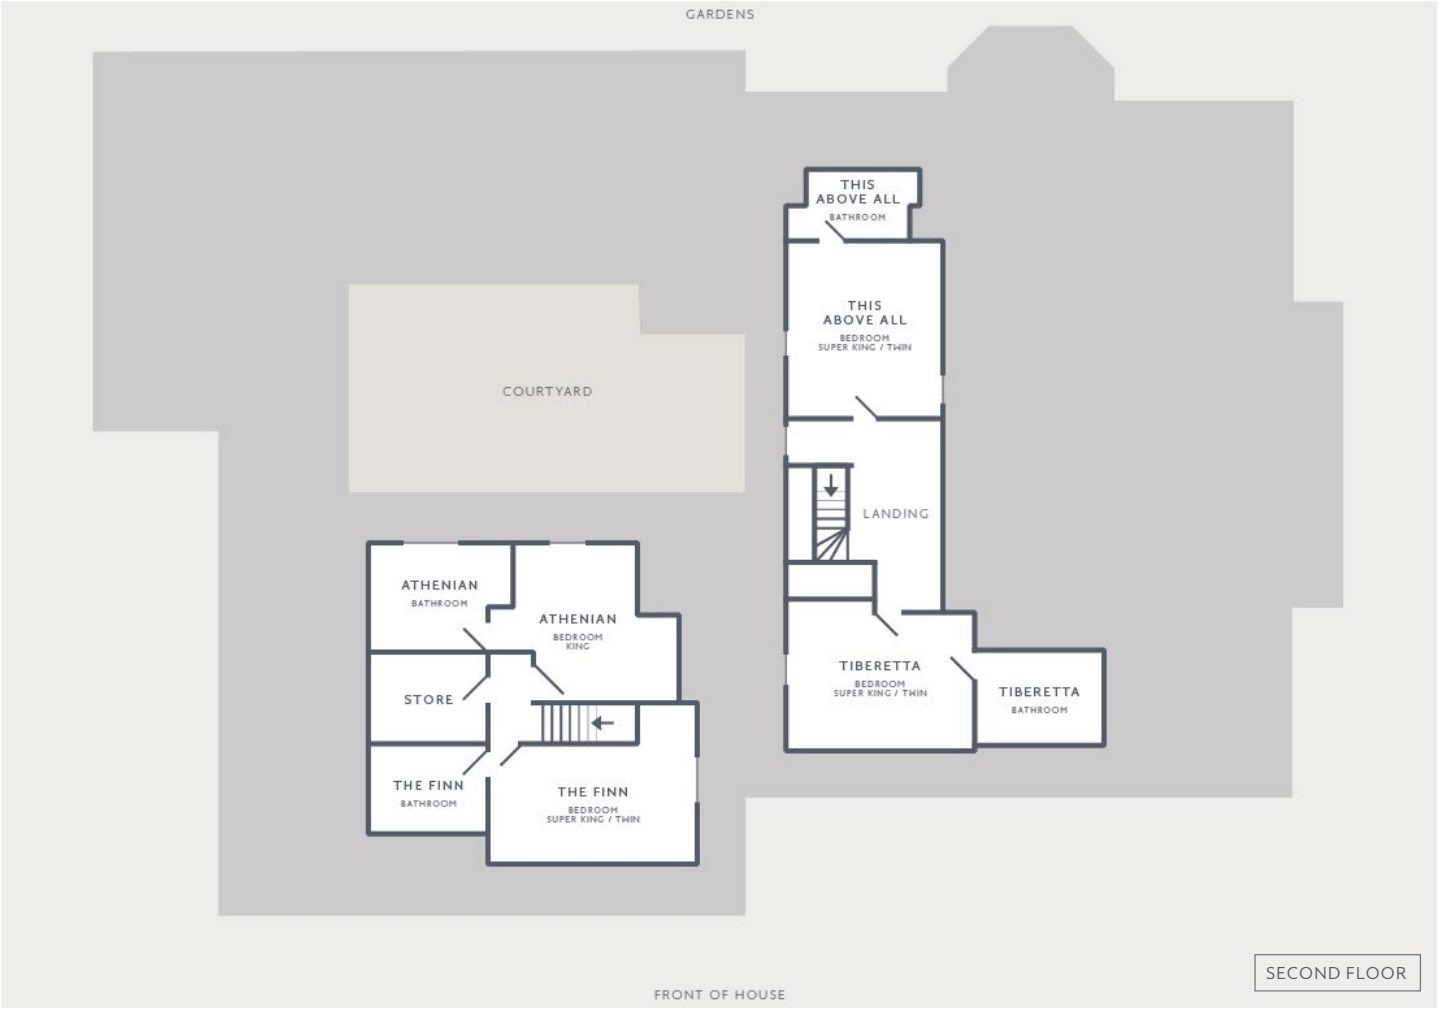 GARDENS
THIS
ABOVE ALL
BATHROOM
THIS
ABOVE ALL
BEDROOM
SUPER KING / TWIN
COURTYARD
LANDING
ATHENIAN
BATHROOM
ATHENIAN
BEDROOM
KING
STORE
TIBERETTA
BEDROOM
SUPER KING / TWIN
TIBERETTA
BATHROOM
THE FINN
BATHROOM
THE FINN
BEDROOM
SUPER KING / TWIN
SECOND FLOOR
FRONT OF HOUSE